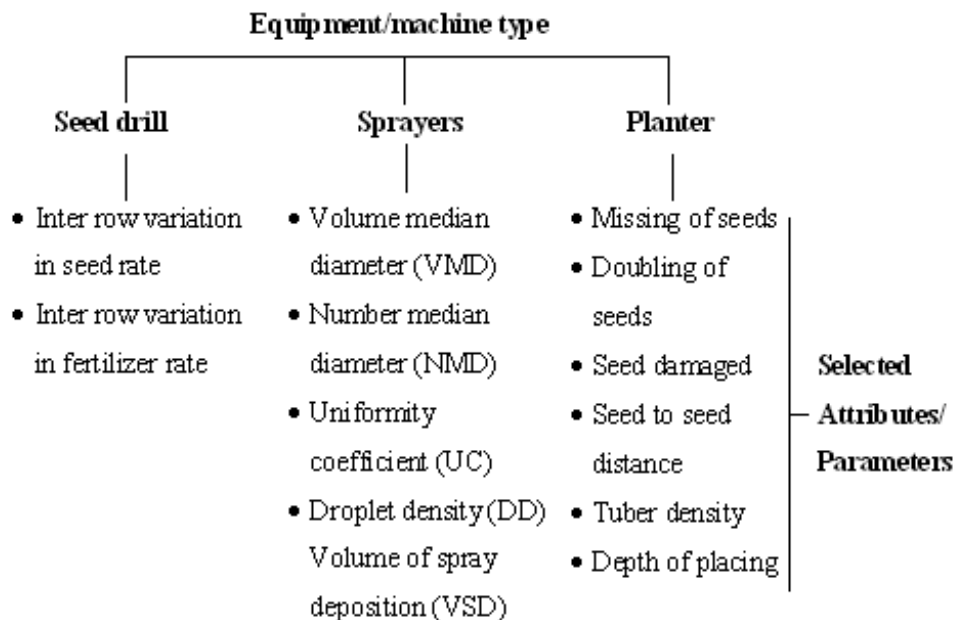 Equipment/machine type
Seed drill
Sprayers
Planter
• Inter row variation
in seed rate
• Inter row variation
in fertilizer rate
• Volume median
diameter (VMD)
• Number median
diameter (NMD)
• Uniformity
coefficient (UC)
• Droplet density (DD)
Volume of spray
deposition (VSD)
• Missing of seeds
• Doubling of
seeds
• Seed damaged
• Seed to seed
distance
• Tuber density
• Depth of placing
Selected
Attributes/
Parameters